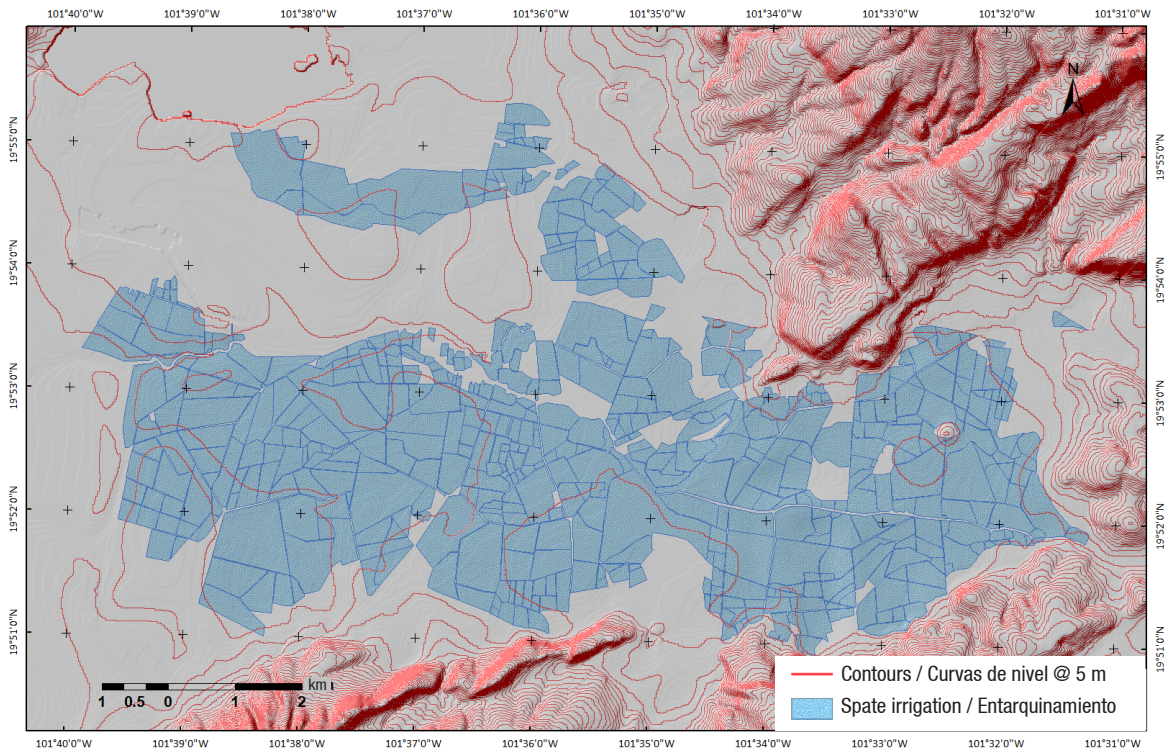 101°40'0"W 101°39'0"W 101°38'0"W 101°37'0"W 101°36'0"W 101°35'0"W 101°34'0"W 101°33'0"W 101°32'0"W 101°31'0"W
N
19°55'0"N 19°55'0"N
19°54'0"N 19°54'0"N
19°53'0"N 19°53'0"N
19°52'0"N 19°52'0"N
19°51'0"N 19°51'0"N
Contours / Curvas de nivel @ 5 m
km
1 0.5 0 1 2
Spate irrigation / Entarquinamiento
101°40'0"W 101°39'0"W 101°38'0"W 101°37'0"W 101°36'0"W 101°35'0"W 101°34'0"W 101°33'0"W 101°32'0"W 101°31'0"W